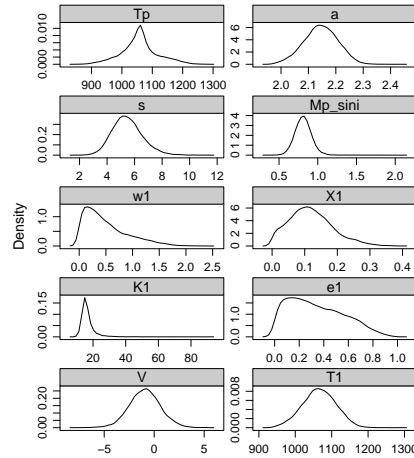 Tp
a
0.000 0.010
0 2 4 6
900 1000 1100 1200 1300
2.0 2.1 2.2 2.3 2.4
s
Mp_sini
0.0 0.2
0 1 2 3 4
2 4 6 8 10 12
0.5 1.0 1.5 2.0
w1
X1
0.0 1.0
0 2 4 6
0.0 0.5 1.0 1.5 2.0 2.5
0.0 0.1 0.2 0.3 0.4
K1
e1
0.00 0.15
0.0 1.0
20 40 60 80
0.0 0.2 0.4 0.6 0.8 1.0
V
T1
0.00 0.20
0.000 0.008
−5 0 5
900 1000 1100 1200 1300
Density